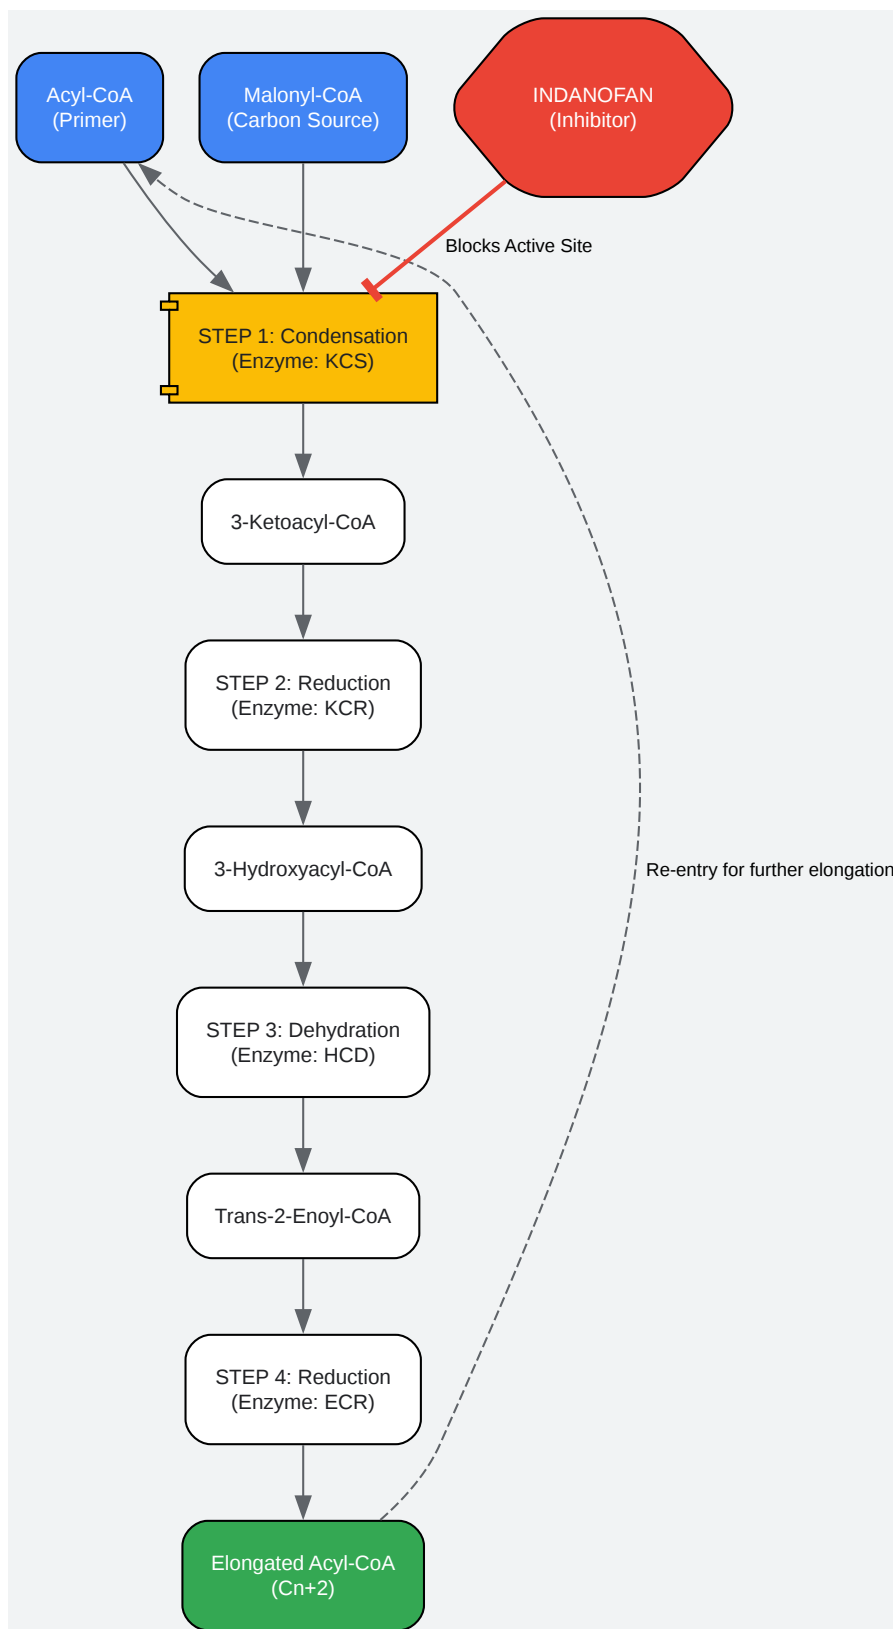 Acyl-CoA
(Primer)
Malonyl-CoA
(Carbon Source)
INDANOFAN
(Inhibitor)
Blocks Active Site
STEP 1: Condensation
(Enzyme: KCS)
3-Ketoacyl-CoA
STEP 2: Reduction
(Enzyme: KCR)
3-Hydroxyacyl-CoA
Re-entry for further elongation
STEP 3: Dehydration
(Enzyme: HCD)
Trans-2-Enoyl-CoA
STEP 4: Reduction
(Enzyme: ECR)
Elongated Acyl-CoA
(Cn+2)